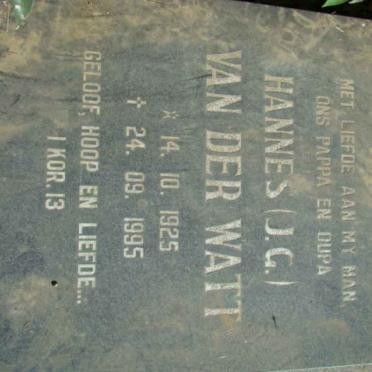 MET LIEFDE AAN MY MAN,
ONS PAPPA EN OUPA
HANNES (J.G.)
VAN DER WATT
☆ 14. 10. 1925
✝ 24. 09. 1995
GELOOF, HOOP EN LIEFDE...
1 KOR. 13